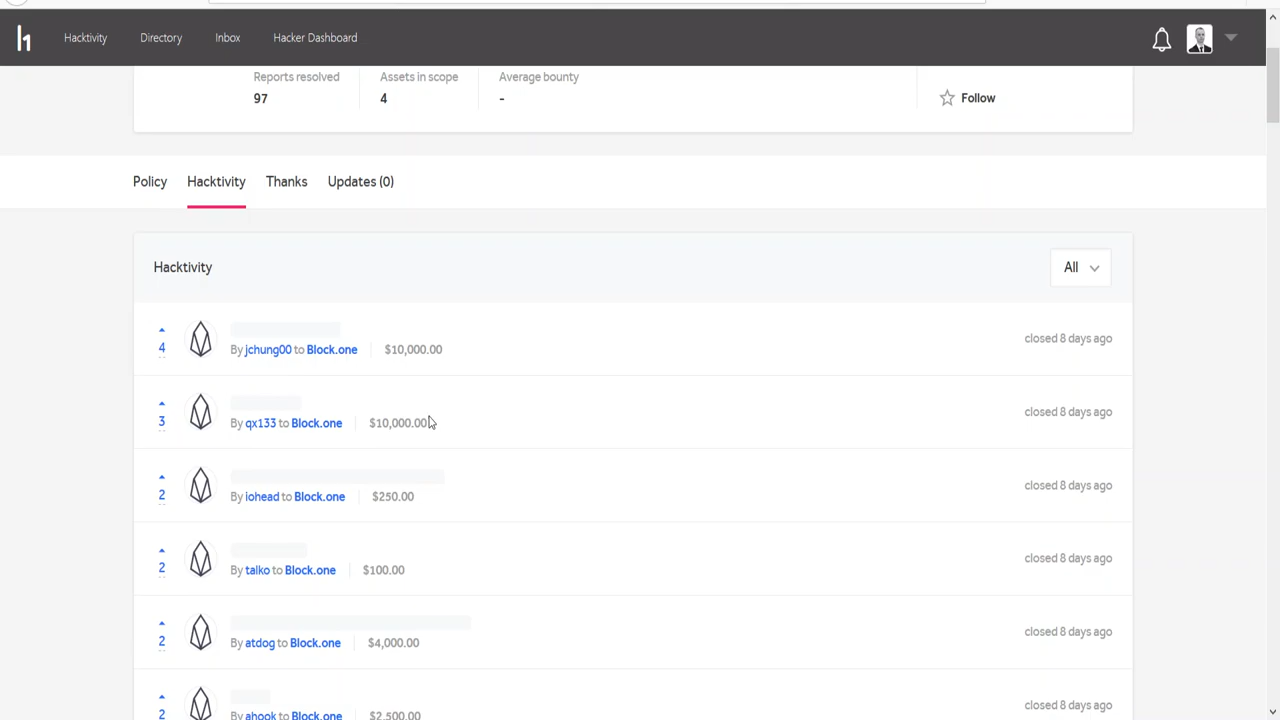 Hacktivity Directory Inbox Hacker Dashboard
Reports resolved Assets in scope Average bounty
97 4 - Follow
Policy Hacktivity Thanks Updates (0)
Hacktivity All
4 By jchung00 to Block.one $10,000.00 closed 8 days ago
3 By qx133 to Block.one $10,000.00 closed 8 days ago
2 By iohead to Block.one $250.00 closed 8 days ago
2 By talko to Block.one $100.00 closed 8 days ago
2 By atdog to Block.one $4,000.00 closed 8 days ago
2 By ahook to Block.one $2,500.00 closed 8 days ago